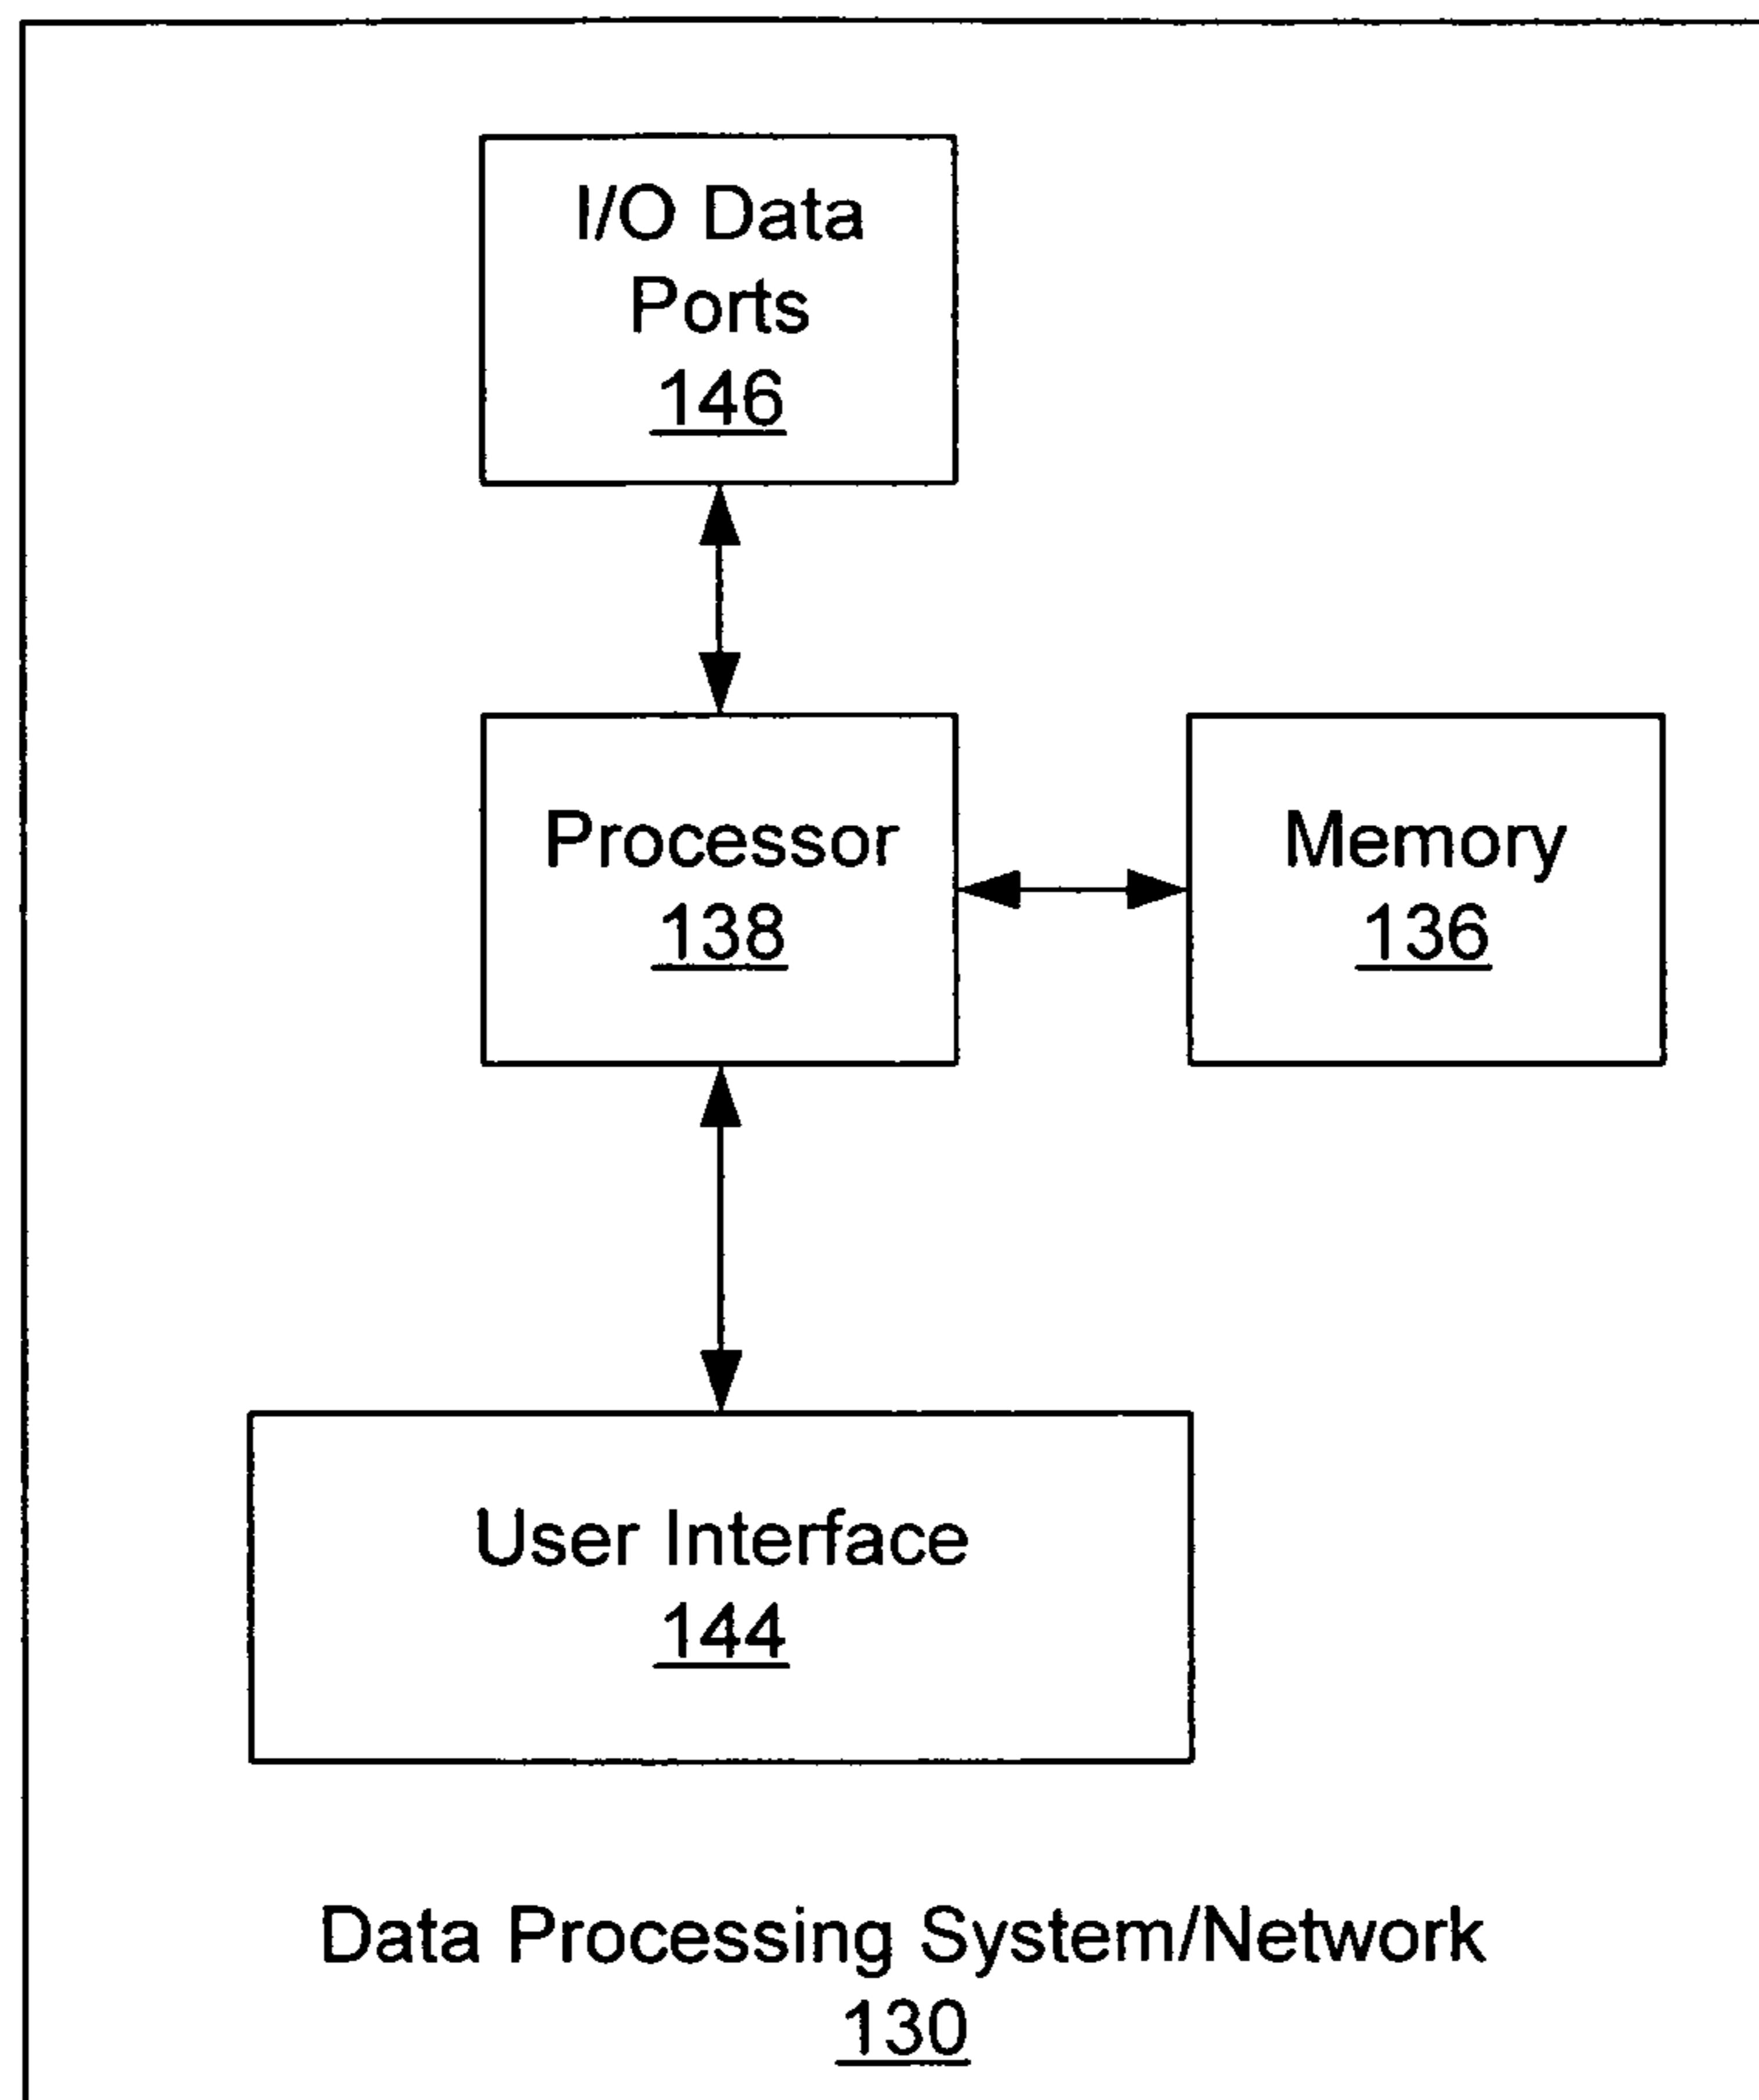 I/O Data
Ports
146
Processor
138
Memory
136
User Interface
144
Data Processing System/Network
130